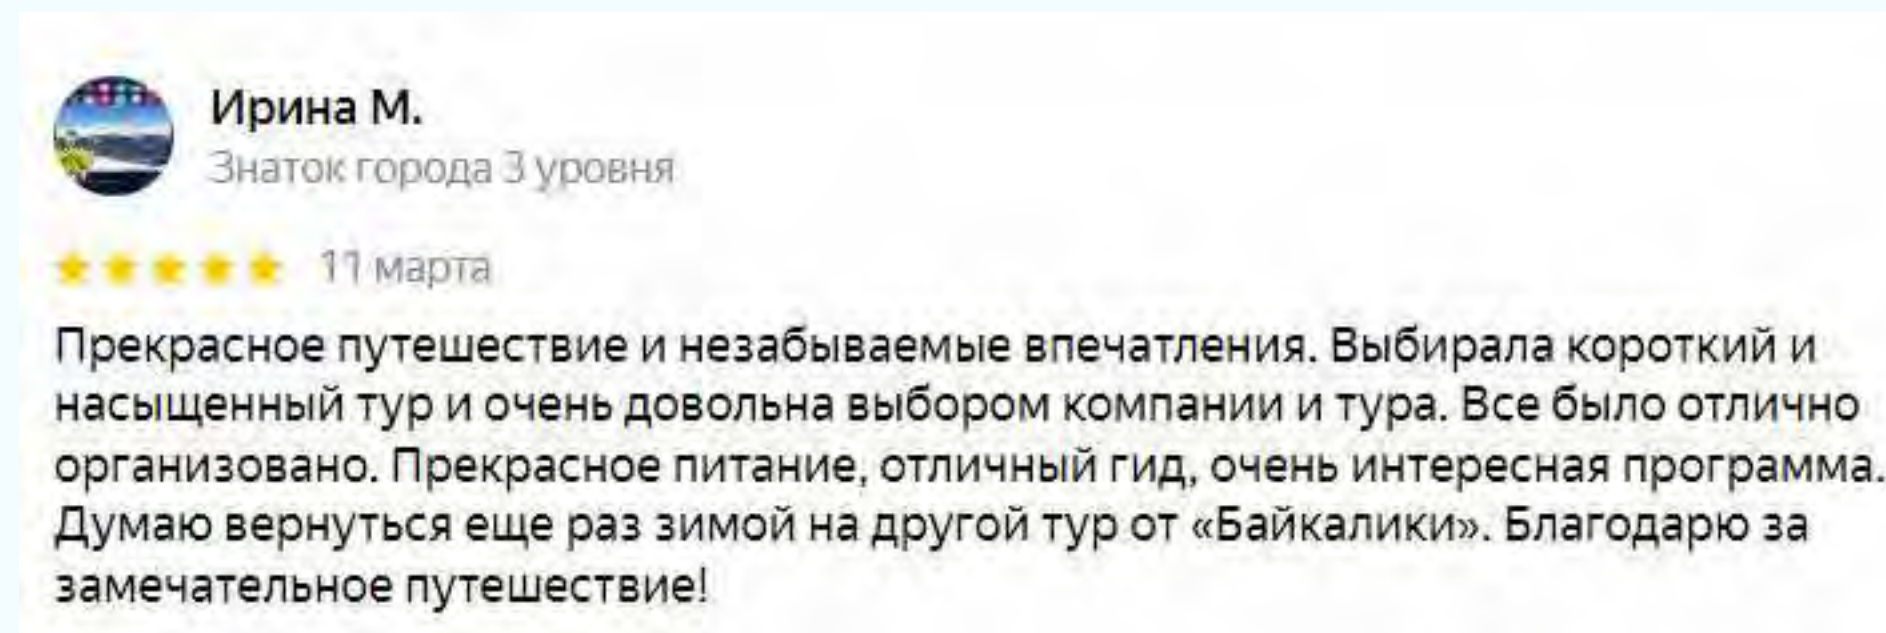 Ирина М.
Знаток города 3 уровня
11 марта
Прекрасное путешествие и незабываемые впечатления. Выбирала короткий и
насыщенный тур и очень довольна выбором компании и тура. Все было отлично
организовано. Прекрасное питание, отличный гид, очень интересная программа.
Думаю вернуться еще раз зимой на другой тур от «Байкалики». Благодарю за
замечательное путешествие!